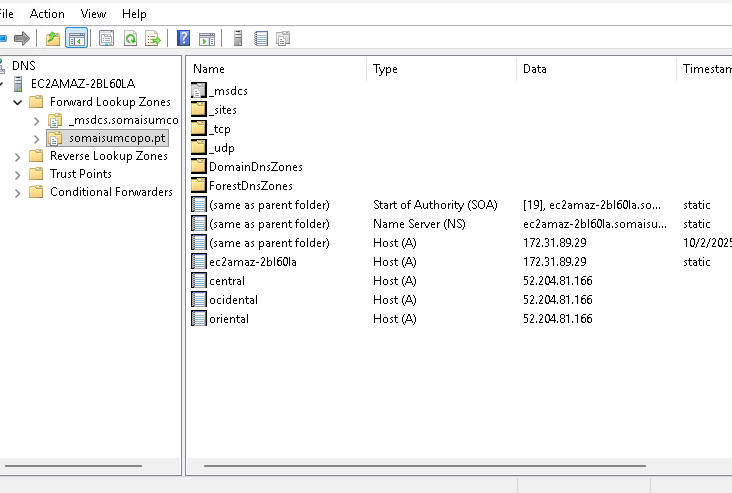 File Action View Help
DNS
EC2AMAZ-2BL60LA
Forward Lookup Zones
_msdcs.somaisumco
somaisumcopo.pt
Reverse Lookup Zones
Trust Points
Conditional Forwarders
Name Type Data Timestam
_msdcs
_sites
_tcp
_udp
DomainDnsZones
ForestDnsZones
(same as parent folder) Start of Authority (SOA) [19], ec2amaz-2bl60la.so... static
(same as parent folder) Name Server (NS) ec2amaz-2bl60la.somaisu... static
(same as parent folder) Host (A) 172.31.89.29 10/2/2025
ec2amaz-2bl60la Host (A) 172.31.89.29 static
central Host (A) 52.204.81.166
ocidental Host (A) 52.204.81.166
oriental Host (A) 52.204.81.166